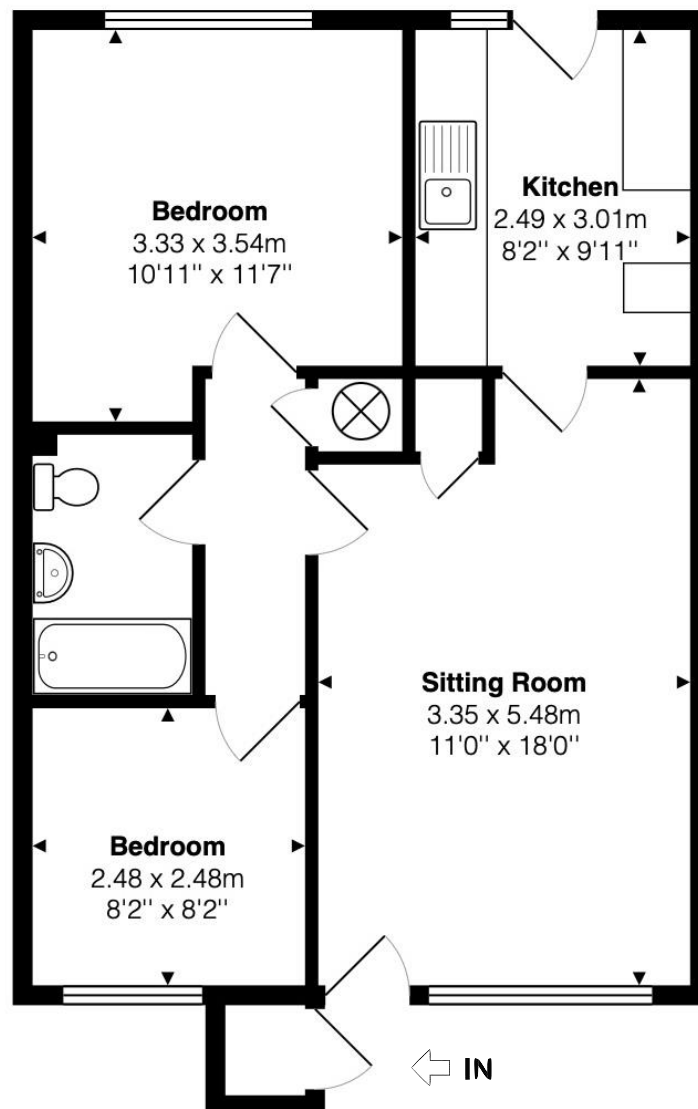 Bedroom
3.33 x 3.54m
10'11" x 11'7"
Kitchen
2.49 x 3.01m
8'2" x 9'11"
Sitting Room
3.35 x 5.48m
11'0" x 18'0"
Bedroom
2.48 x 2.48m
8'2" x 8'2"
IN